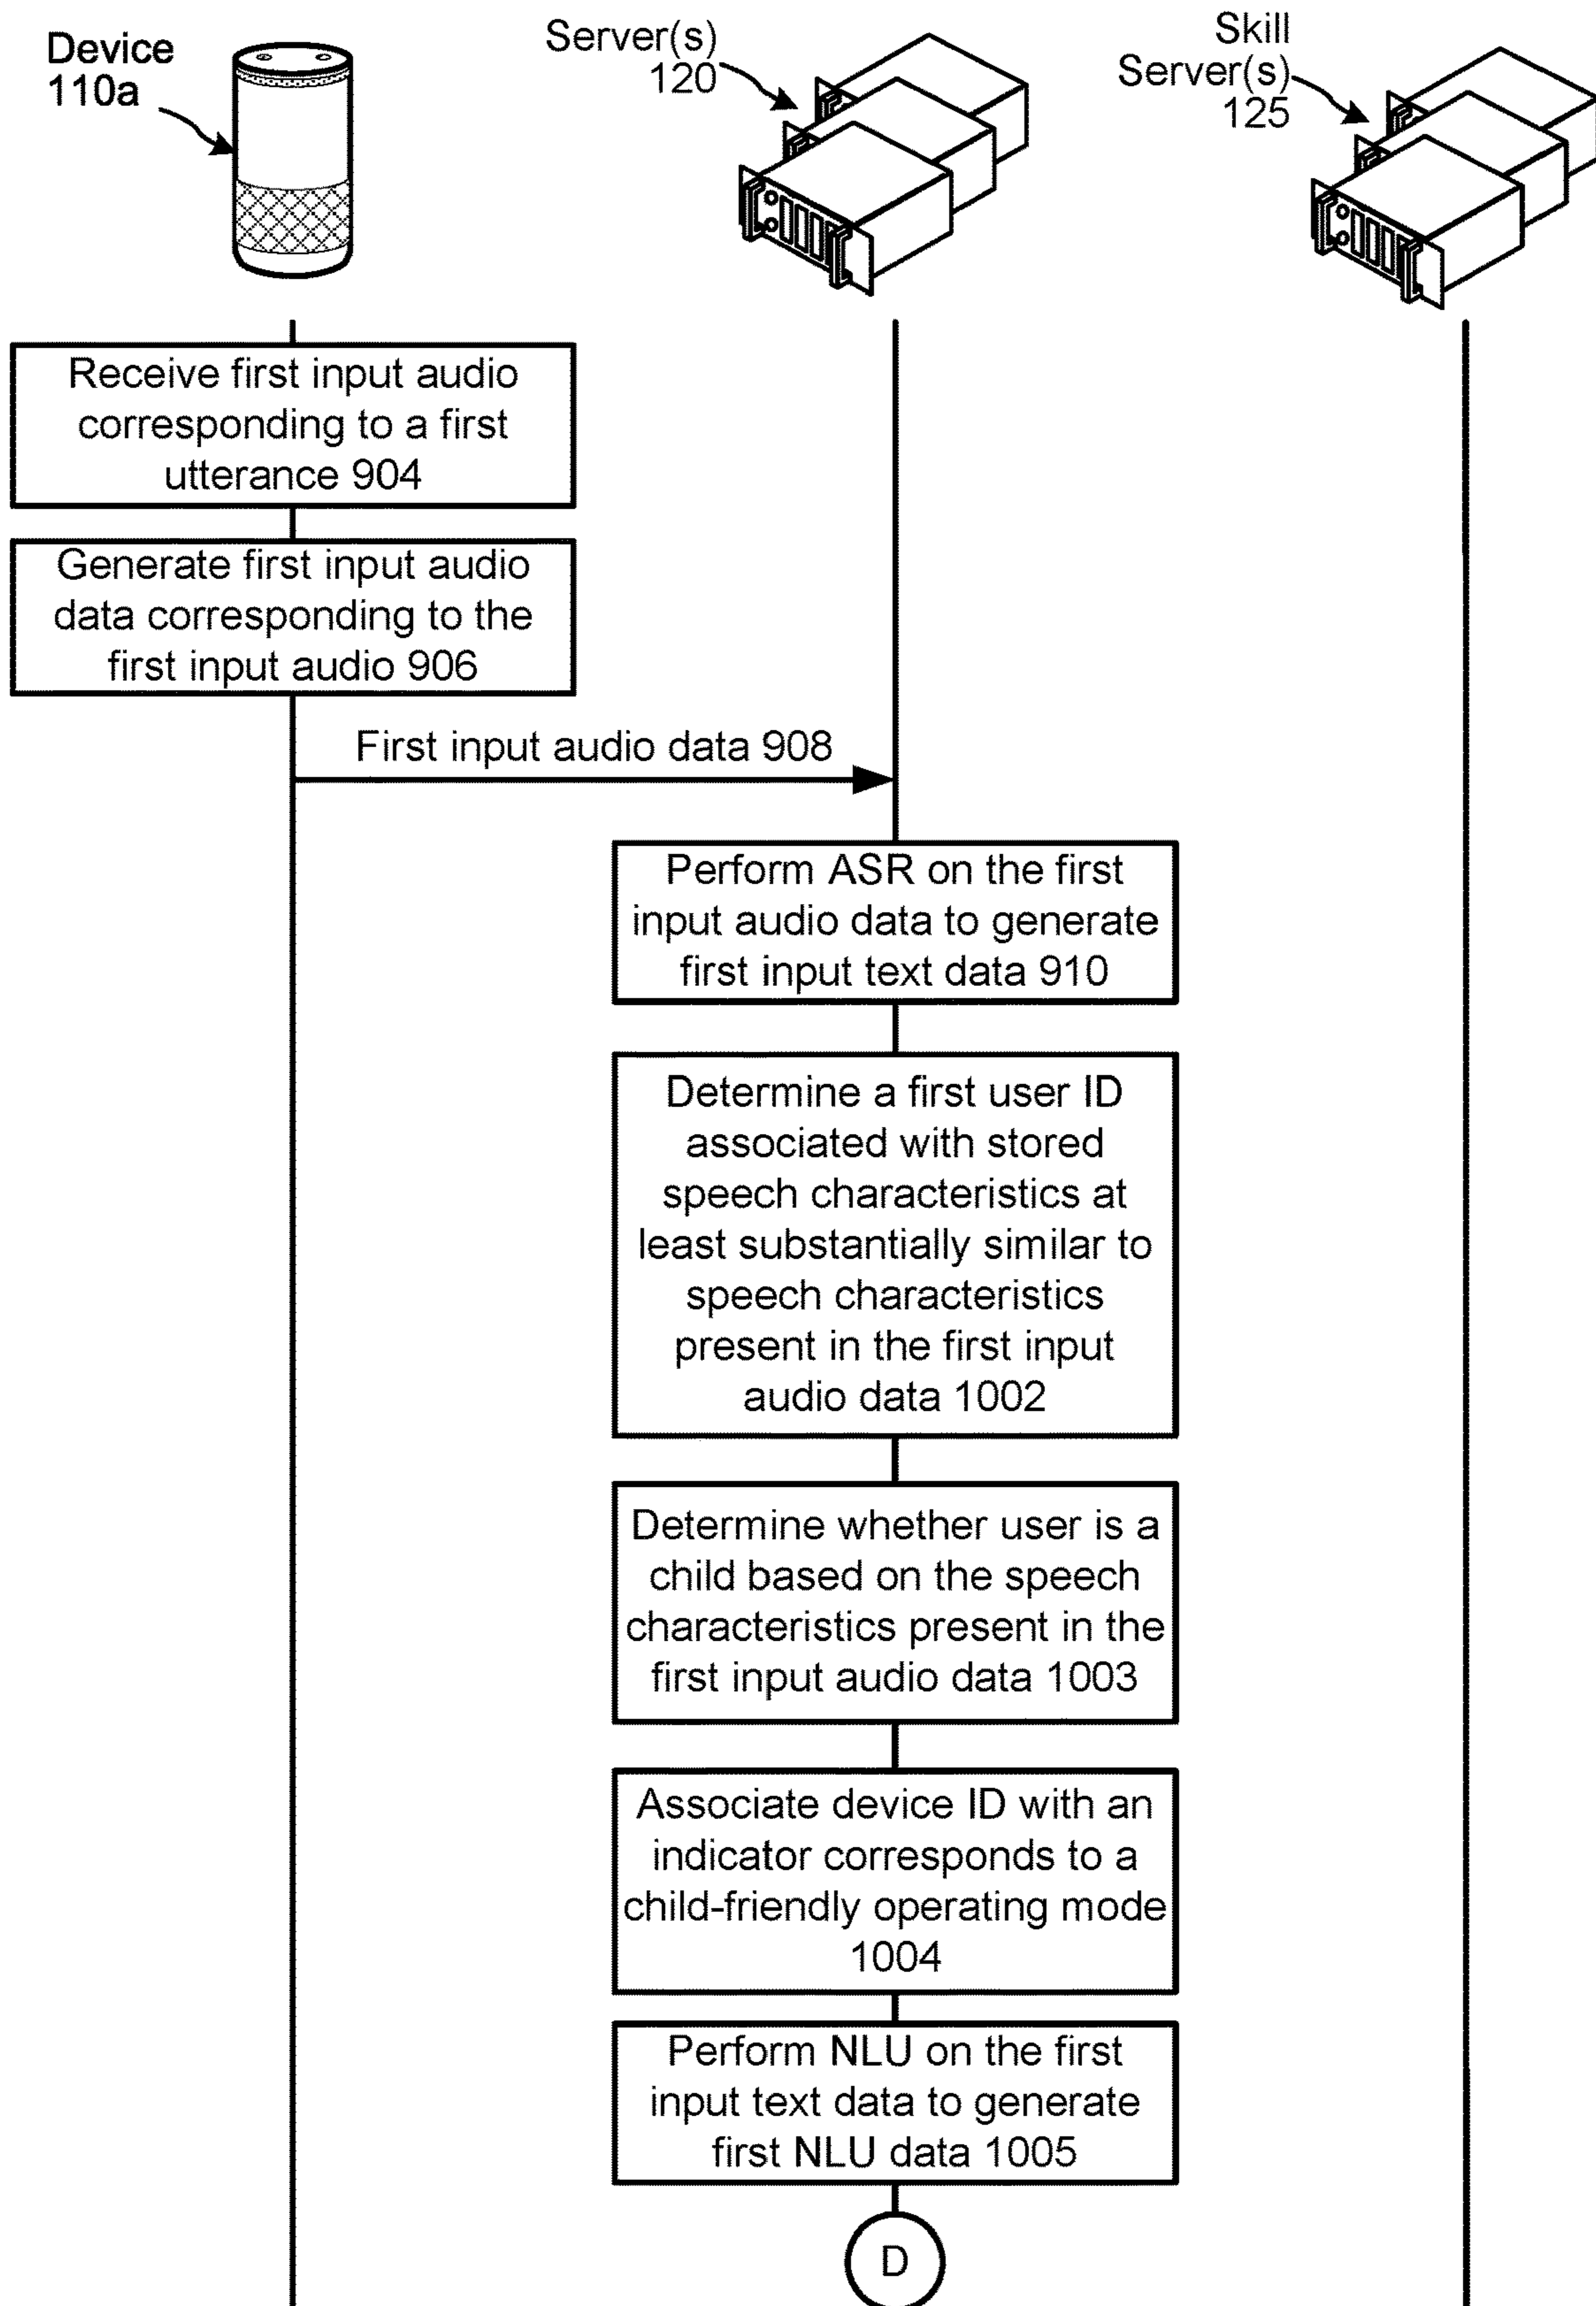 Device
110a
Server(s)
120
Skill
Server(s)
125
Receive first input audio
corresponding to a first
utterance 904
Generate first input audio
data corresponding to the
first input audio 906
First input audio data 908
Perform ASR on the first
input audio data to generate
first input text data 910
Determine a first user ID
associated with stored
speech characteristics at
least substantially similar to
speech characteristics
present in the first input
audio data 1002
Determine whether user is a
child based on the speech
characteristics present in the
first input audio data 1003
Associate device ID with an
indicator corresponds to a
child-friendly operating mode
1004
Perform NLU on the first
input text data to generate
first NLU data 1005
D